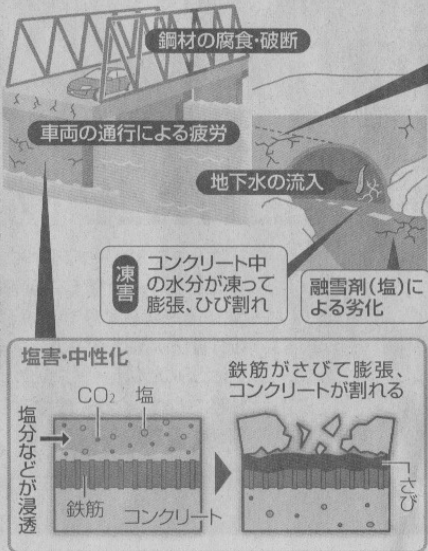 鋼材の腐食・破断
車両の通行による疲労
地下水の流入
凍害
コンクリート中
の水分が凍って
膨張、ひび割れ
融雪剤(塩)に
よる劣化
塩害・中性化
鉄筋がさびて膨張、
コンクリートが割れる
CO₂
塩
塩分などが浸透
鉄筋
コンクリート
さび